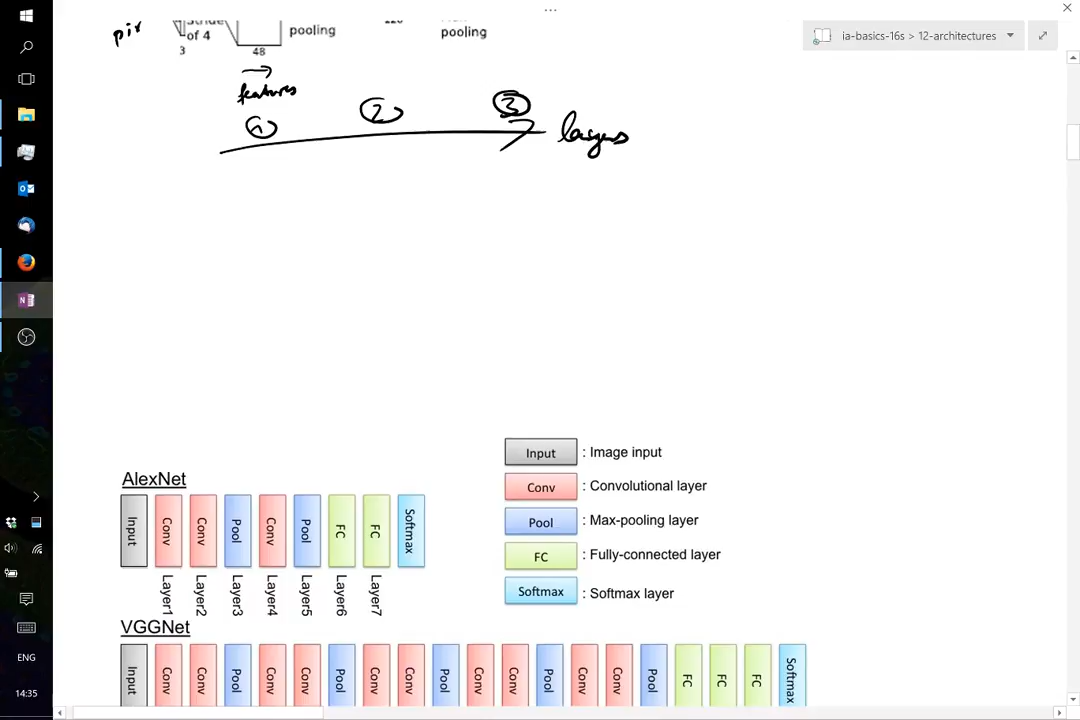 pix
Stride
of 4
pooling
pooling
3
48
ia-basics-16s > 12-architectures
features
1
2
3
layers
Input : Image input
AlexNet
Conv : Convolutional layer
Input Conv Conv Pool Conv Pool FC FC Softmax
Pool : Max-pooling layer
FC : Fully-connected layer
Softmax : Softmax layer
Layer1 Layer2 Layer3 Layer4 Layer5 Layer6 Layer7
VGGNet
Input Conv Conv Pool Conv Conv Pool Conv Conv Pool Conv Conv Pool Conv Conv Pool FC FC FC Softmax
ENG
14:35